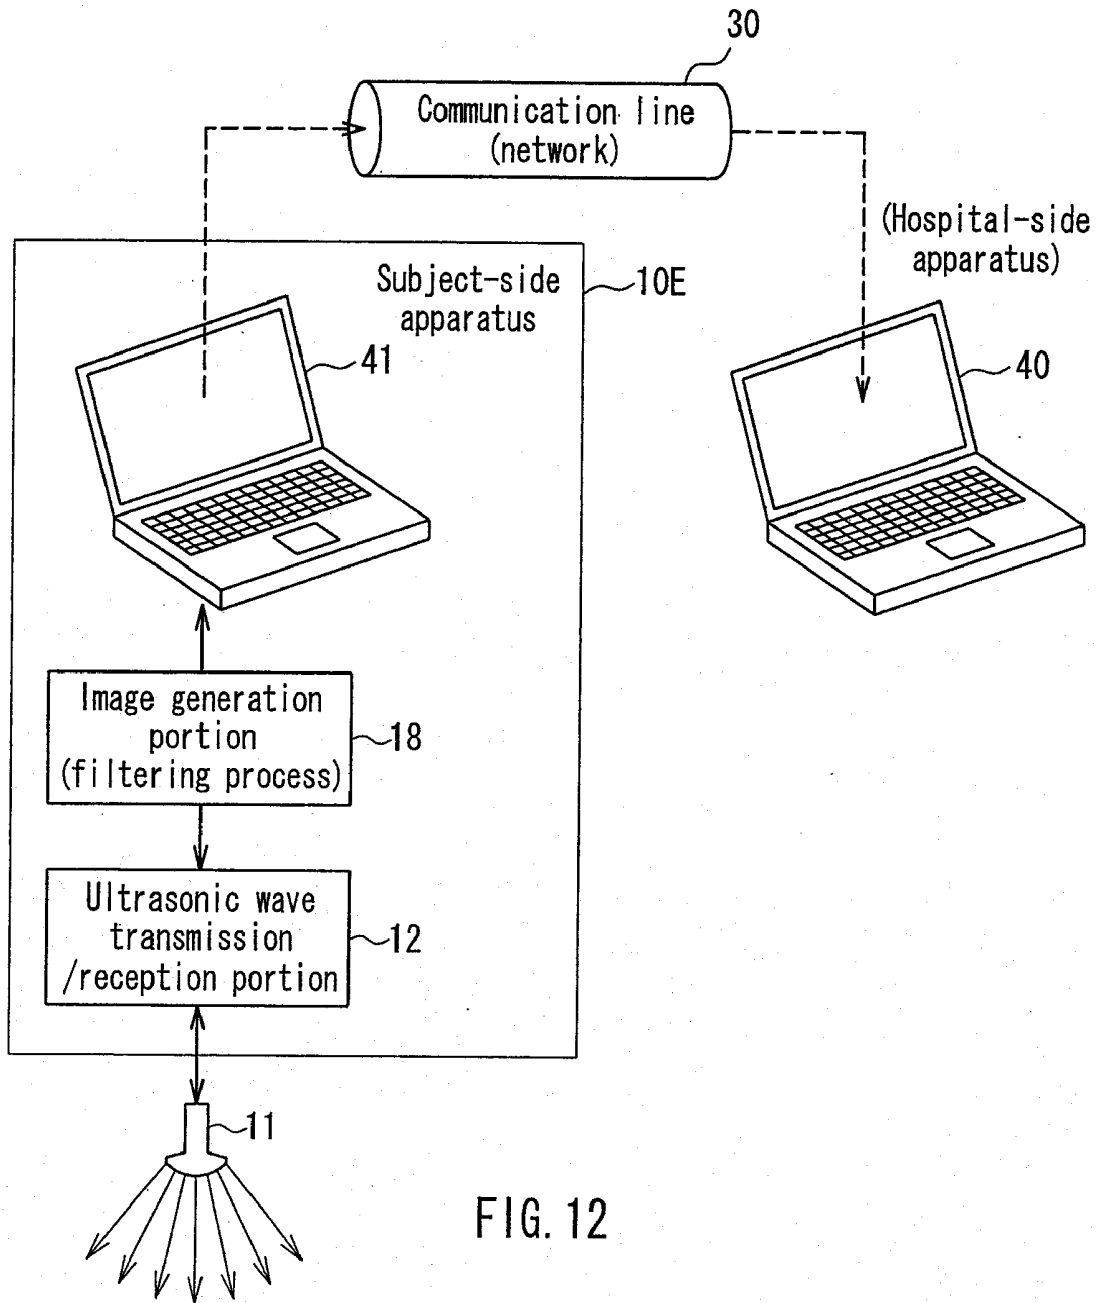 30
Communication line
(network)
(Hospital-side
apparatus)
Subject-side
apparatus
10E
41
40
Image generation
portion
(filtering process)
18
Ultrasonic wave
transmission
/reception portion
12
11
FIG. 12